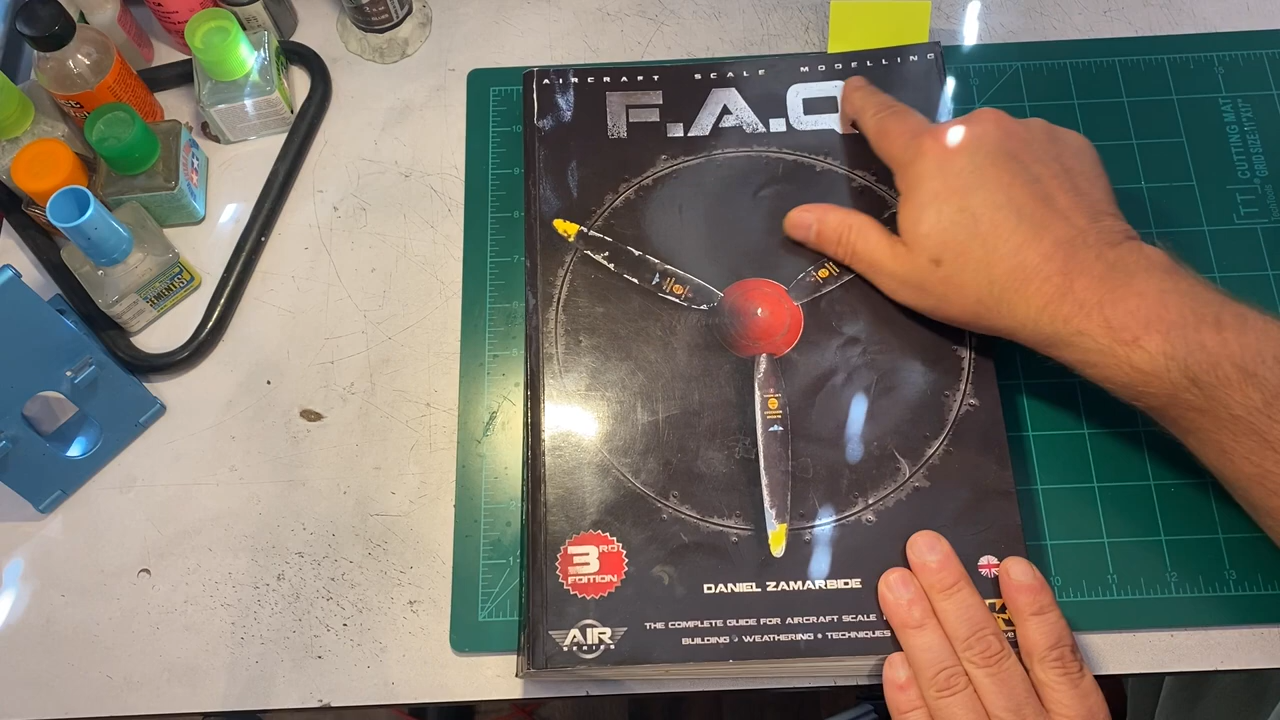 AIRCRAFT SCALE MODELLING
F.A.Q
3RD
EDITION
DANIEL ZAMARBIDE
THE COMPLETE GUIDE FOR AIRCRAFT SCALE
BUILDING • WEATHERING • TECHNIQUES
AIR
SERIES
CUTTING MAT
GRID SIZE: 11"X17"